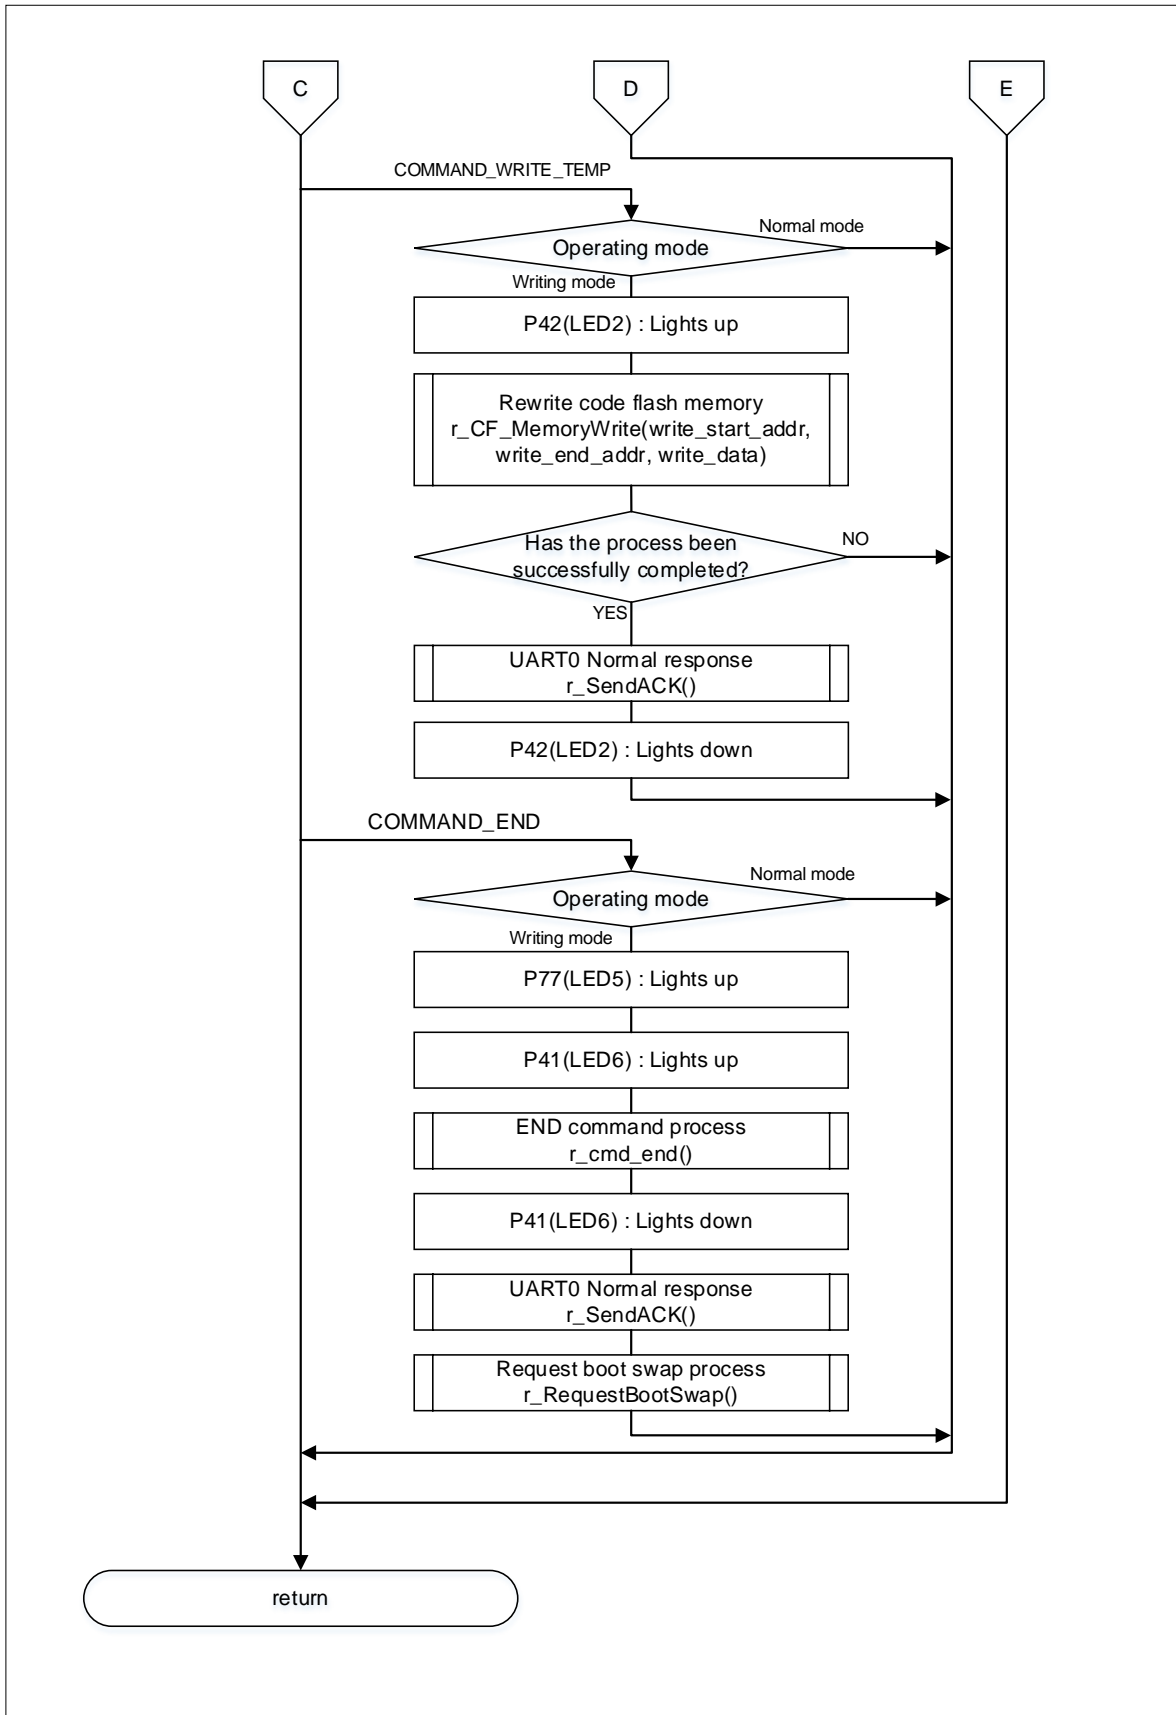 C
D
E
COMMAND_WRITE_TEMP
Normal mode
Operating mode
Writing mode
P42(LED2) : Lights up
Rewrite code flash memory
r_CF_MemoryWrite(write_start_addr,
write_end_addr, write_data)
Has the process been
successfully completed?
NO
YES
UART0 Normal response
r_SendACK()
P42(LED2) : Lights down
COMMAND_END
Normal mode
Operating mode
Writing mode
P77(LED5) : Lights up
P41(LED6) : Lights up
END command process
r_cmd_end()
P41(LED6) : Lights down
UART0 Normal response
r_SendACK()
Request boot swap process
r_RequestBootSwap()
return